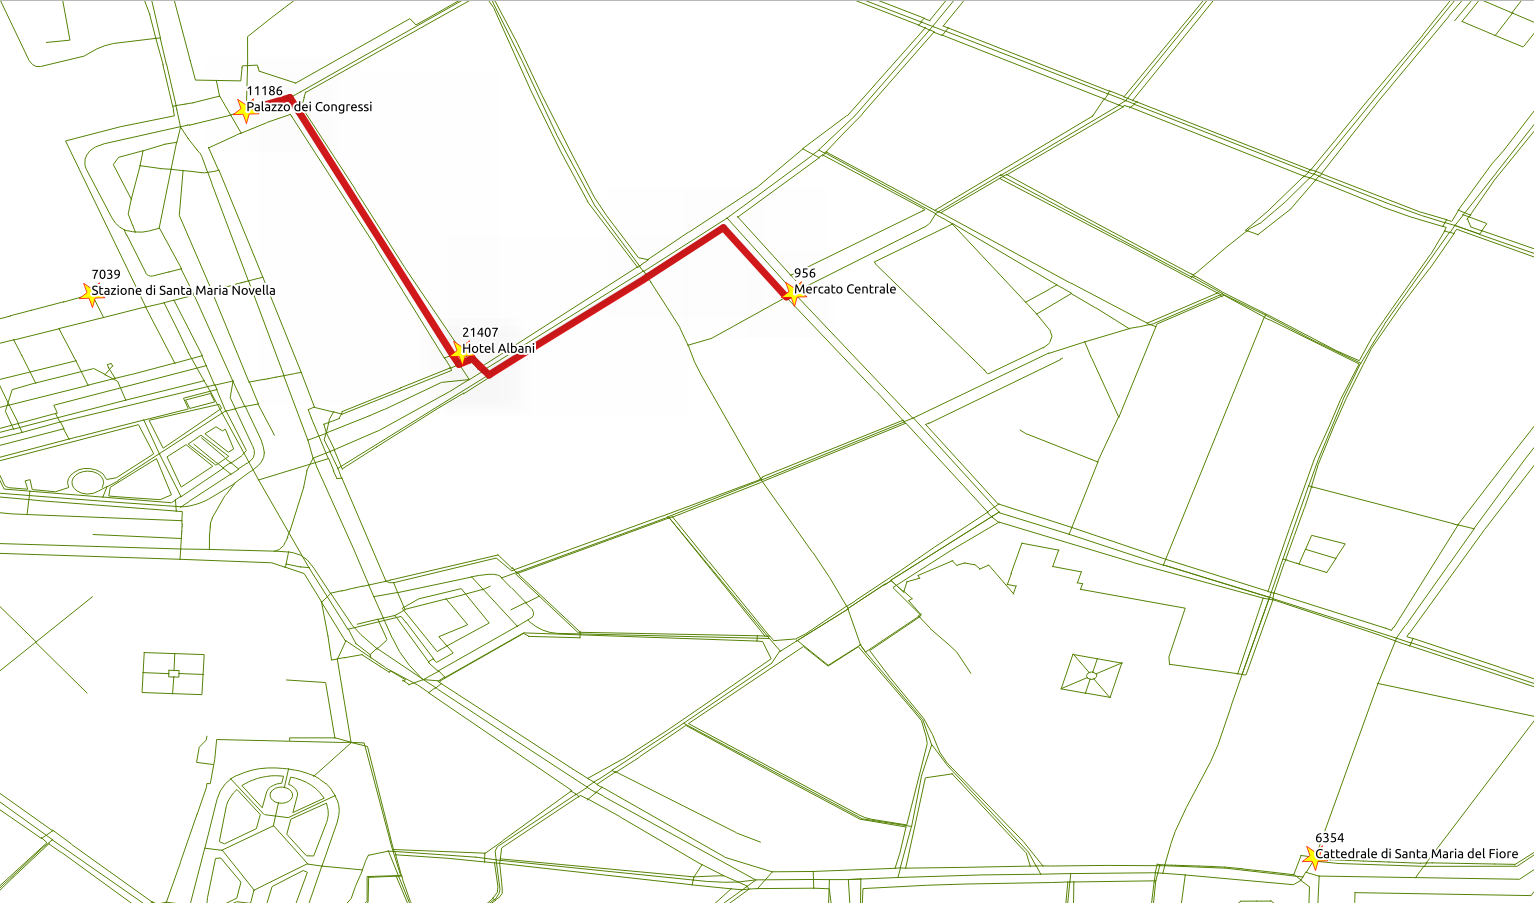 11186
Palazzo dei Congressi
7039
Stazione di Santa Maria Novella
956
Mercato Centrale
21407
Hotel Albani
6354
Cattedrale di Santa Maria del Fiore